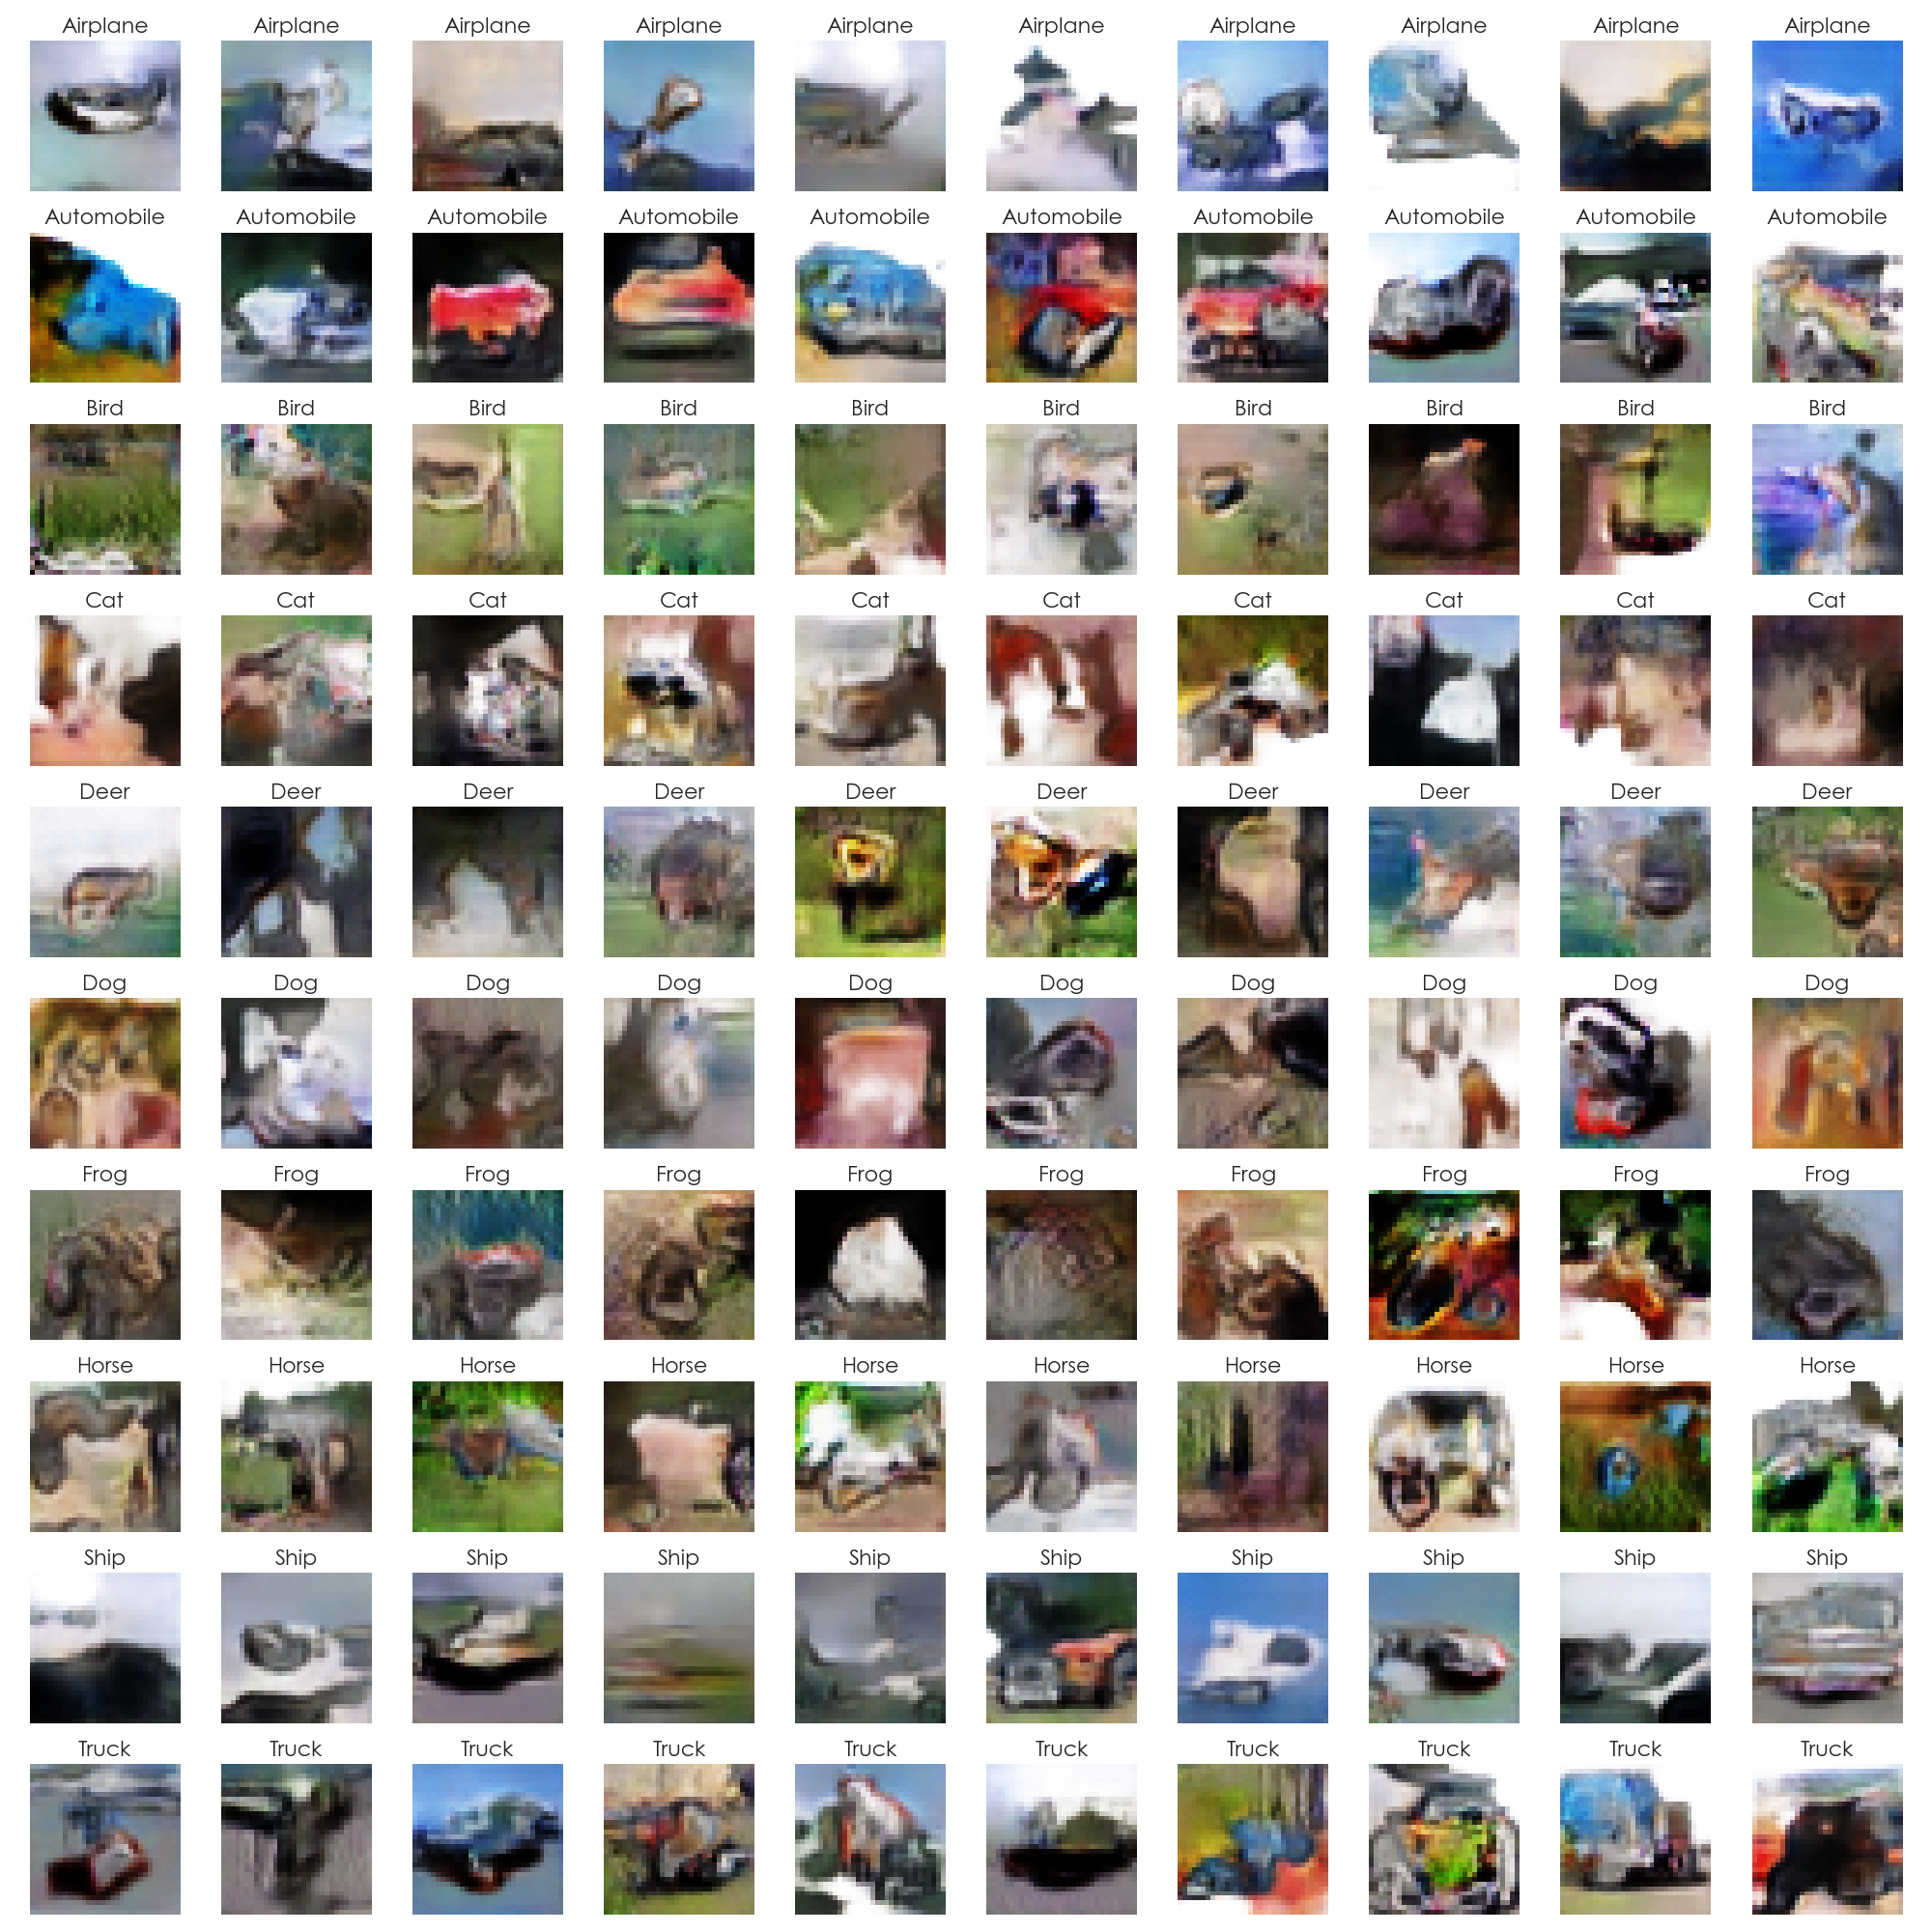 Airplane Airplane Airplane Airplane Airplane Airplane Airplane Airplane Airplane Airplane
Automobile Automobile Automobile Automobile Automobile Automobile Automobile Automobile Automobile Automobile
Bird Bird Bird Bird Bird Bird Bird Bird Bird Bird
Cat Cat Cat Cat Cat Cat Cat Cat Cat Cat
Deer Deer Deer Deer Deer Deer Deer Deer Deer Deer
Dog Dog Dog Dog Dog Dog Dog Dog Dog Dog
Frog Frog Frog Frog Frog Frog Frog Frog Frog Frog
Horse Horse Horse Horse Horse Horse Horse Horse Horse Horse
Ship Ship Ship Ship Ship Ship Ship Ship Ship Ship
Truck Truck Truck Truck Truck Truck Truck Truck Truck Truck